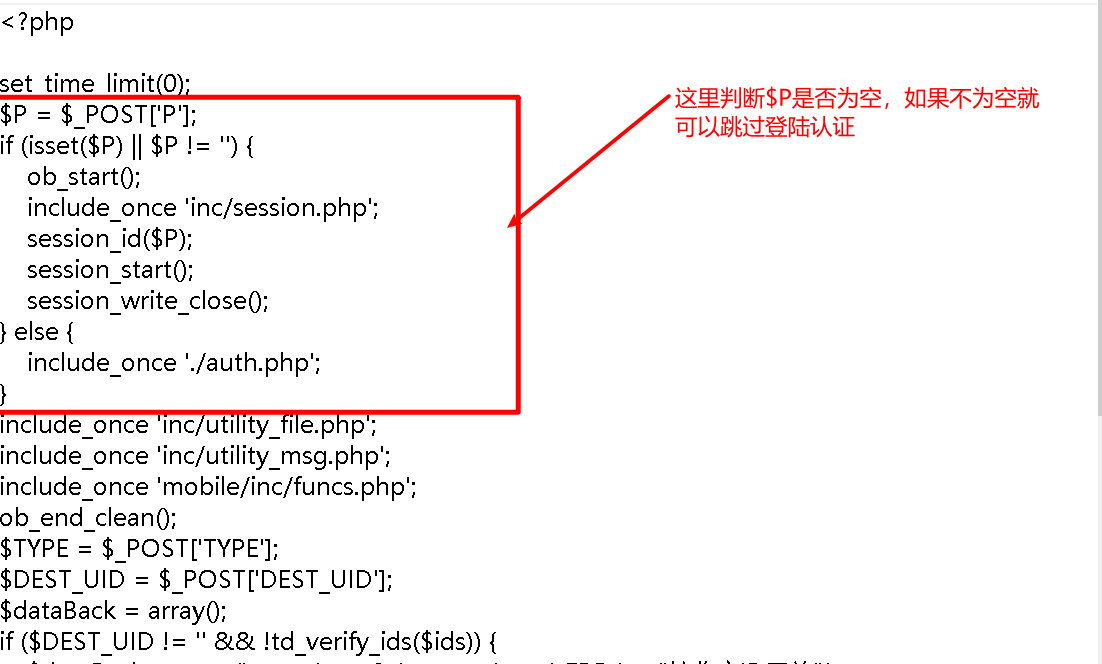 <?php
set_time_limit(0);
$P = $_POST['P'];
这里判断$P是否为空，如果不为空就
可以跳过登陆认证
if (isset($P) || $P != '') {
ob_start();
include_once 'inc/session.php';
session_id($P);
session_start();
session_write_close();
} else {
include_once './auth.php';
}
include_once 'inc/utility_file.php';
include_once 'inc/utility_msg.php';
include_once 'mobile/inc/funcs.php';
ob_end_clean();
$TYPE = $_POST['TYPE'];
$DEST_UID = $_POST['DEST_UID'];
$dataBack = array();
if ($DEST_UID != '' && !td_verify_ids($ids)) {